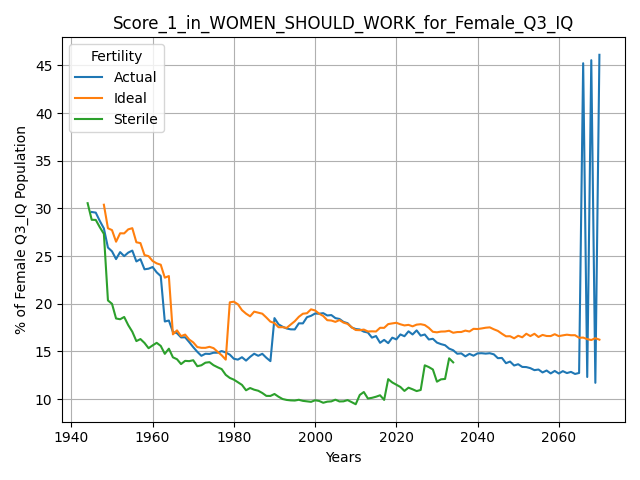 Score_1_in_WOMEN_SHOULD_WORK_for_Female_Q3_IQ
Fertility
Actual
Ideal
Sterile
% of Female Q3_IQ Population
45
40
35
30
25
20
15
10
1940
1960
1980
2000
2020
2040
2060
Years